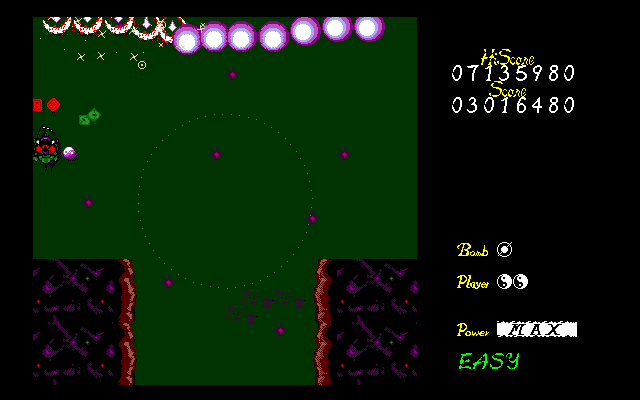 HiScore
07135980
Score
03016480
Bomb
Player
Power MAX
EASY